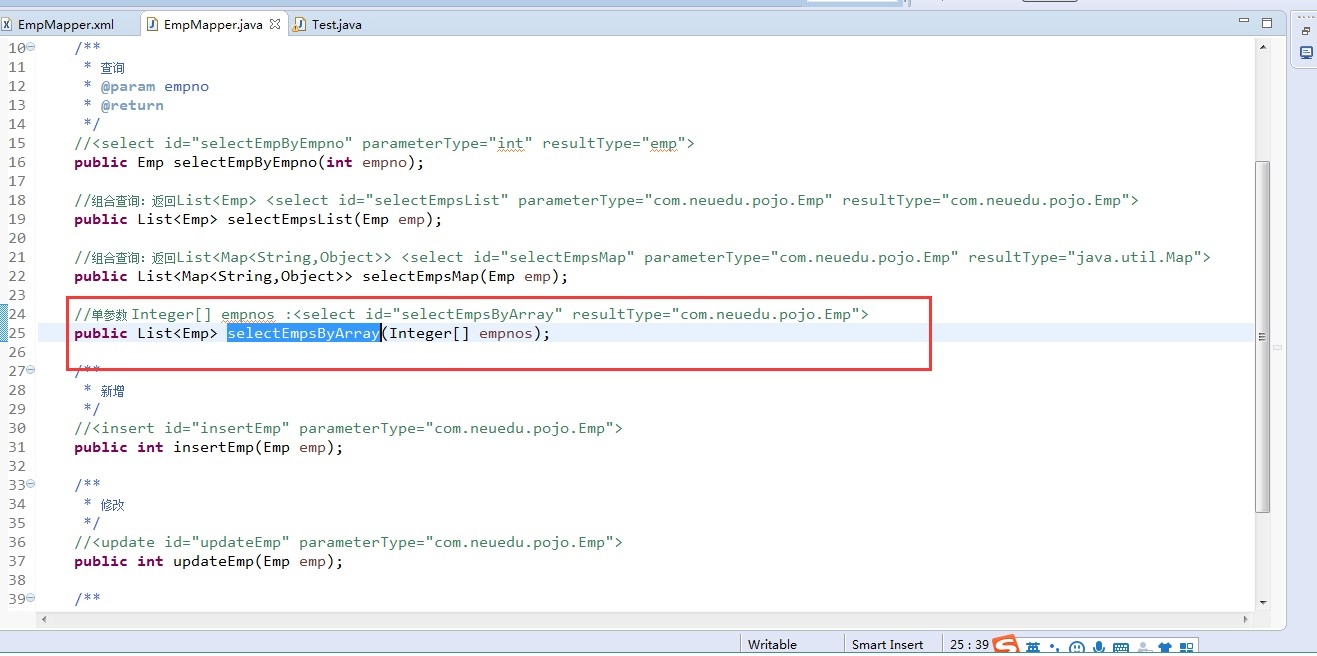 EmpMapper.xml EmpMapper.java Test.java
10 /**
11 * 查询
12 * @param empno
13 * @return
14 */
15 //<select id="selectEmpByEmpno" parameterType="int" resultType="emp">
16 public Emp selectEmpByEmpno(int empno);
17
18 //组合查询：返回List<Emp> <select id="selectEmpsList" parameterType="com.neuedu.pojo.Emp" resultType="com.neuedu.pojo.Emp">
19 public List<Emp> selectEmpsList(Emp emp);
20
21 //组合查询：返回List<Map<String,Object>> <select id="selectEmpsMap" parameterType="com.neuedu.pojo.Emp" resultType="java.util.Map">
22 public List<Map<String,Object>> selectEmpsMap(Emp emp);
23
24 //单参数 Integer[] empnos :<select id="selectEmpsByArray" resultType="com.neuedu.pojo.Emp">
25 public List<Emp> selectEmpsByArray(Integer[] empnos);
26
27 /**
28 * 新增
29 */
30 //<insert id="insertEmp" parameterType="com.neuedu.pojo.Emp">
31 public int insertEmp(Emp emp);
32
33 /**
34 * 修改
35 */
36 //<update id="updateEmp" parameterType="com.neuedu.pojo.Emp">
37 public int updateEmp(Emp emp);
38
39 /**
Writable Smart Insert 25 : 39 英